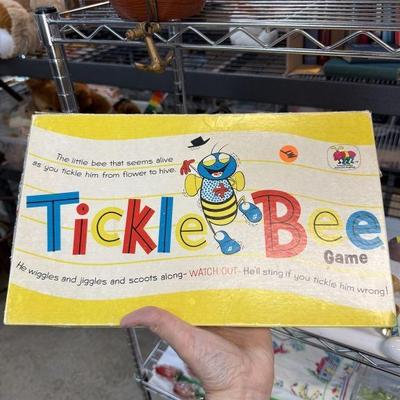 The little bee that seems alive
as you tickle him from flower to hive.
Tickle Bee
Game
He wiggles and jiggles and scoots along- WATCH OUT- He'll sting if you tickle him wrong!